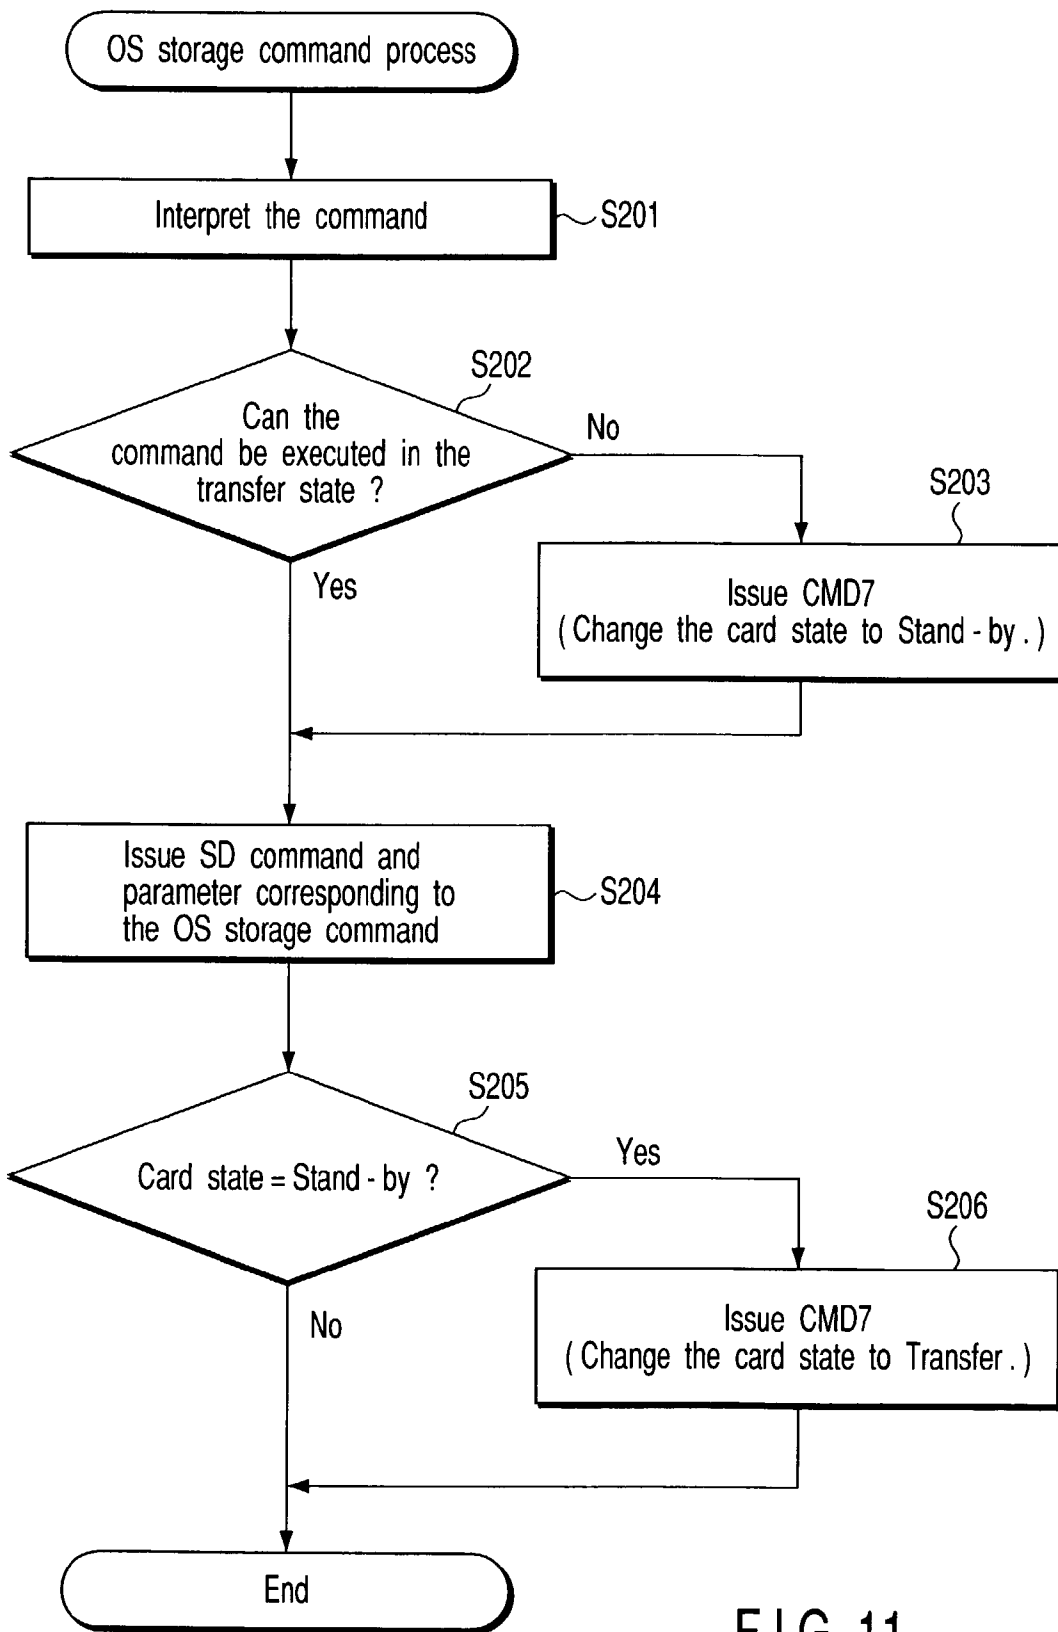 OS storage command process
Interpret the command
S201
S202
Can the
command be executed in the
transfer state ?
No
Yes
S203
Issue CMD7
( Change the card state to Stand - by . )
Issue SD command and
parameter corresponding to
the OS storage command
S204
S205
Card state = Stand - by ?
Yes
No
S206
Issue CMD7
( Change the card state to Transfer . )
End
FIG. 11